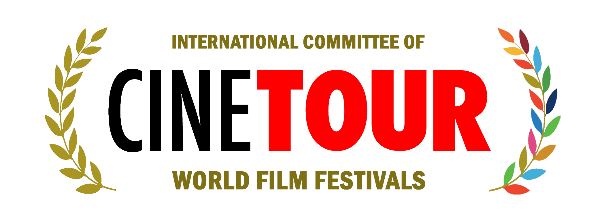 INTERNATIONAL COMMITTEE OF
CINETOUR
WORLD FILM FESTIVALS